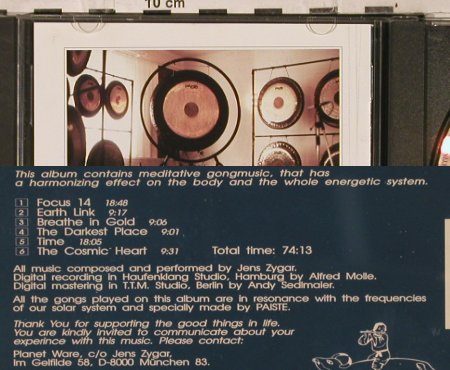 10 cm
This album contains meditative gongmusic, that has
a harmonizing effect on the body and the whole energetic system.
1 Focus 14 18:48
2 Earth Link 9:17
3 Breathe in Gold 9:06
4 The Darkest Place 9:01
5 Time 18:05
6 The Cosmic Heart 9:31 Total time: 74:13
All music composed and performed by Jens Zygar.
Digital recording in Haufenklang Studio, Hamburg by Alfred Molle.
Digital mastering in T.T.M. Studio, Berlin by Andy Sedlmaier.
All the gongs played on this album are in resonance with the frequencies
of our solar system and specially made by PAISTE.
Thank You for supporting the good things in life.
You are kindly invited to communicate about your
experince with this music. Please contact:
Planet Ware, c/o Jens Zygar,
Im Gefilde 58, D-8000 München 83.